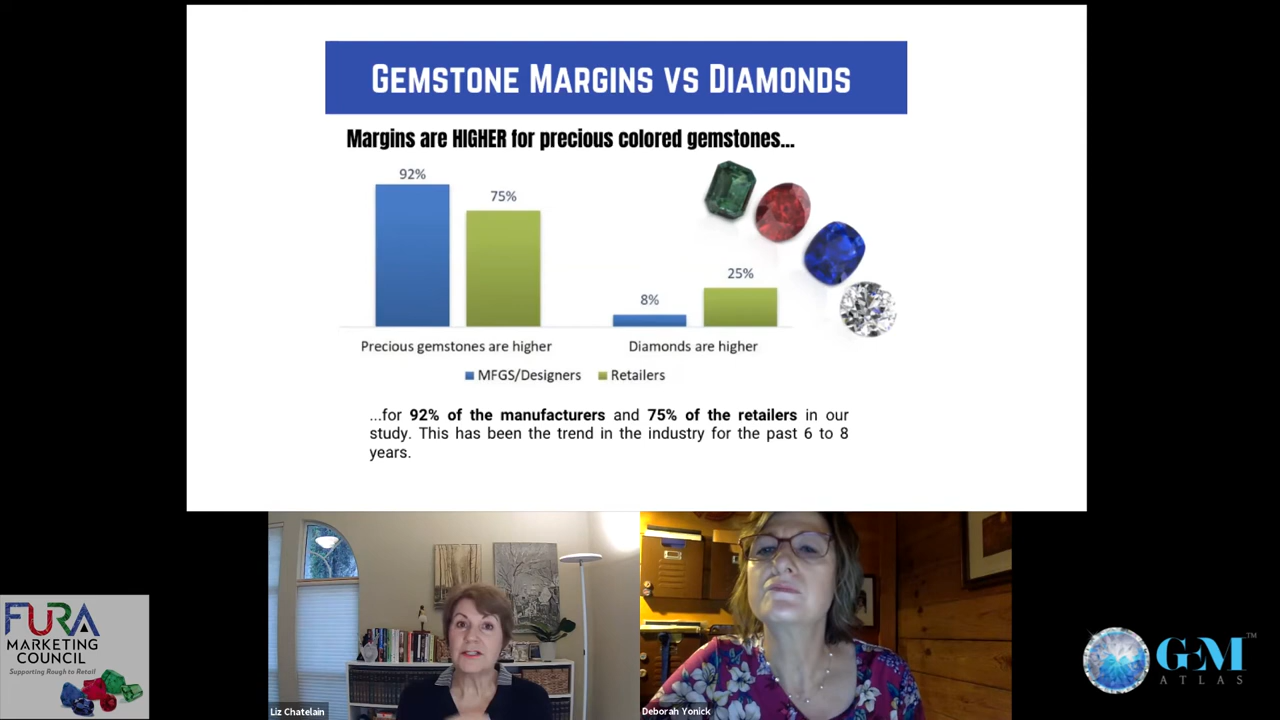 GEMSTONE MARGINS VS DIAMONDS
Margins are HIGHER for precious colored gemstones...
92%
75%
8%
25%
Precious gemstones are higher
Diamonds are higher
MFGS/Designers
Retailers
...for 92% of the manufacturers and 75% of the retailers in our
study. This has been the trend in the industry for the past 6 to 8
years.
FURA
MARKETING
COUNCIL
Supporting Rough to Retail
Liz Chatelain
Deborah Yonick
GEM™
ATLAS